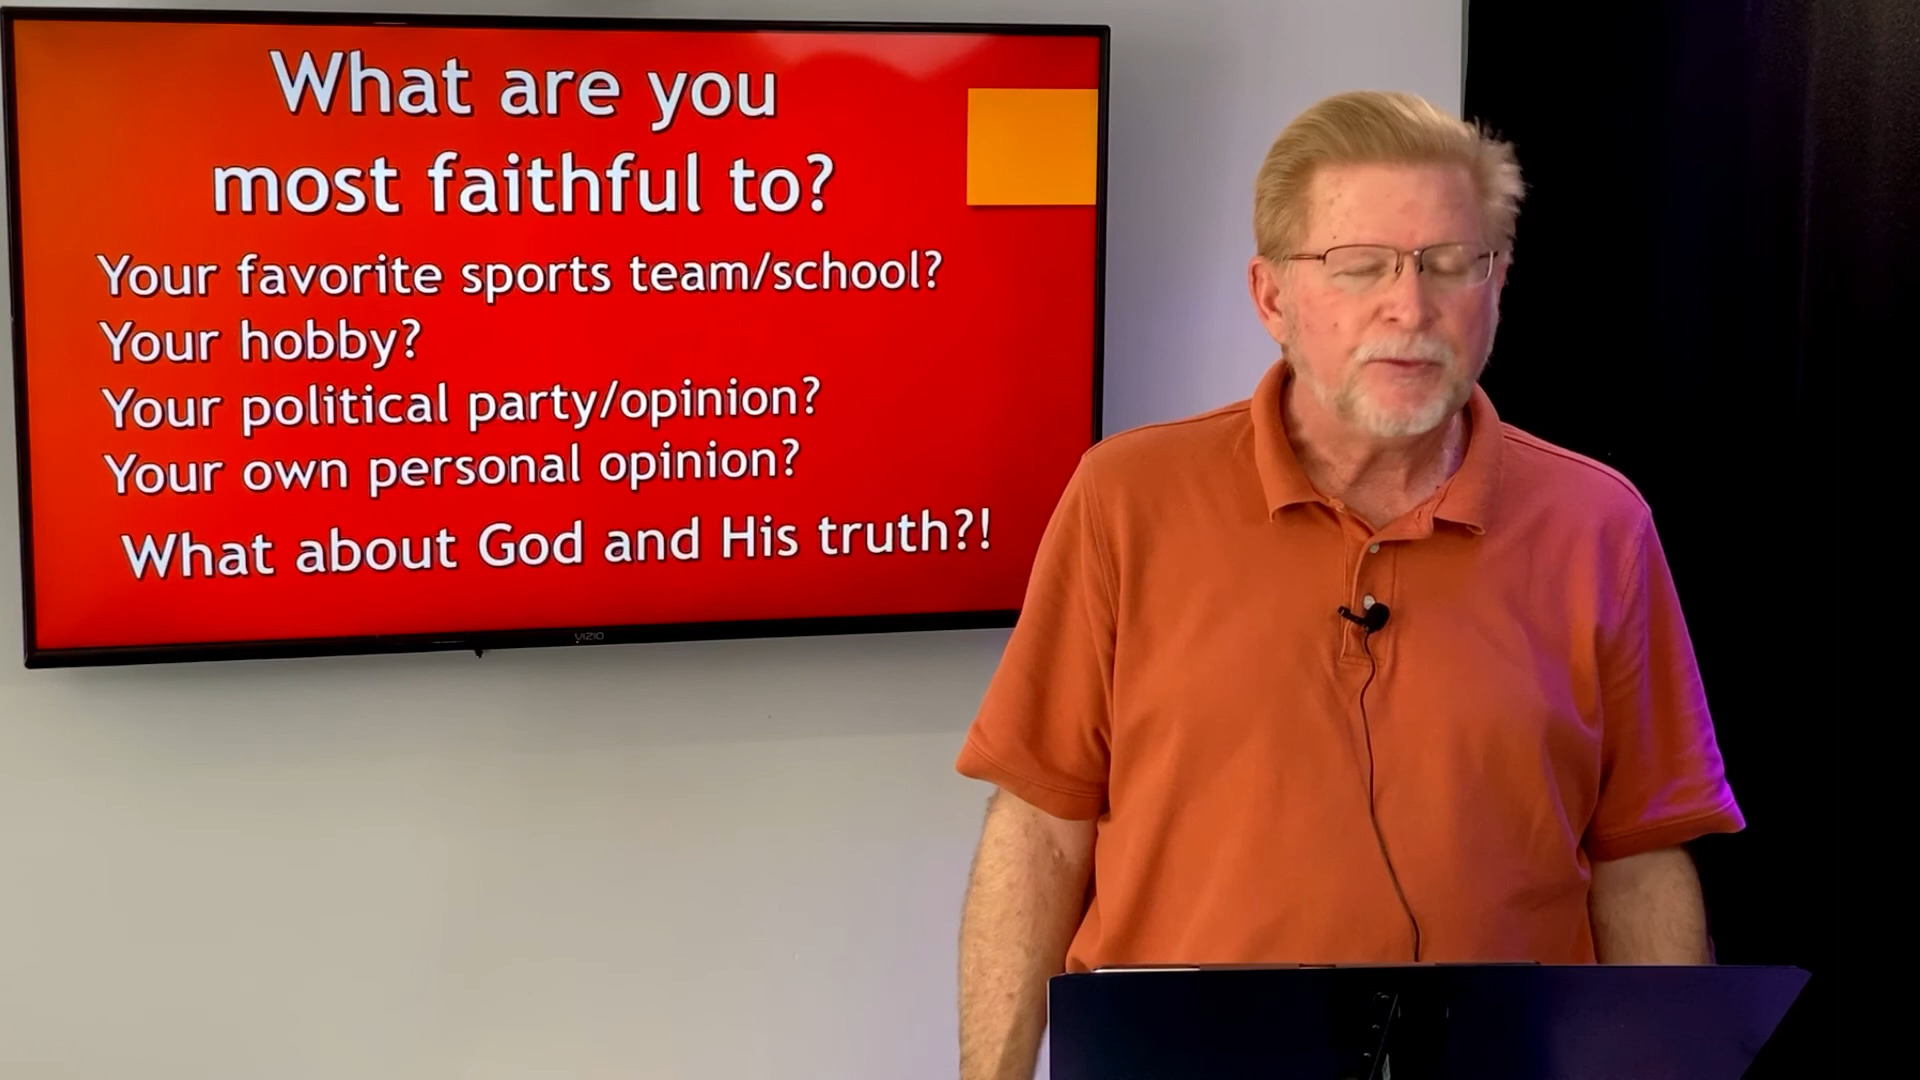 What are you
most faithful to?
Your favorite sports team/school?
Your hobby?
Your political party/opinion?
Your own personal opinion?
What about God and His truth?!
VIZIO